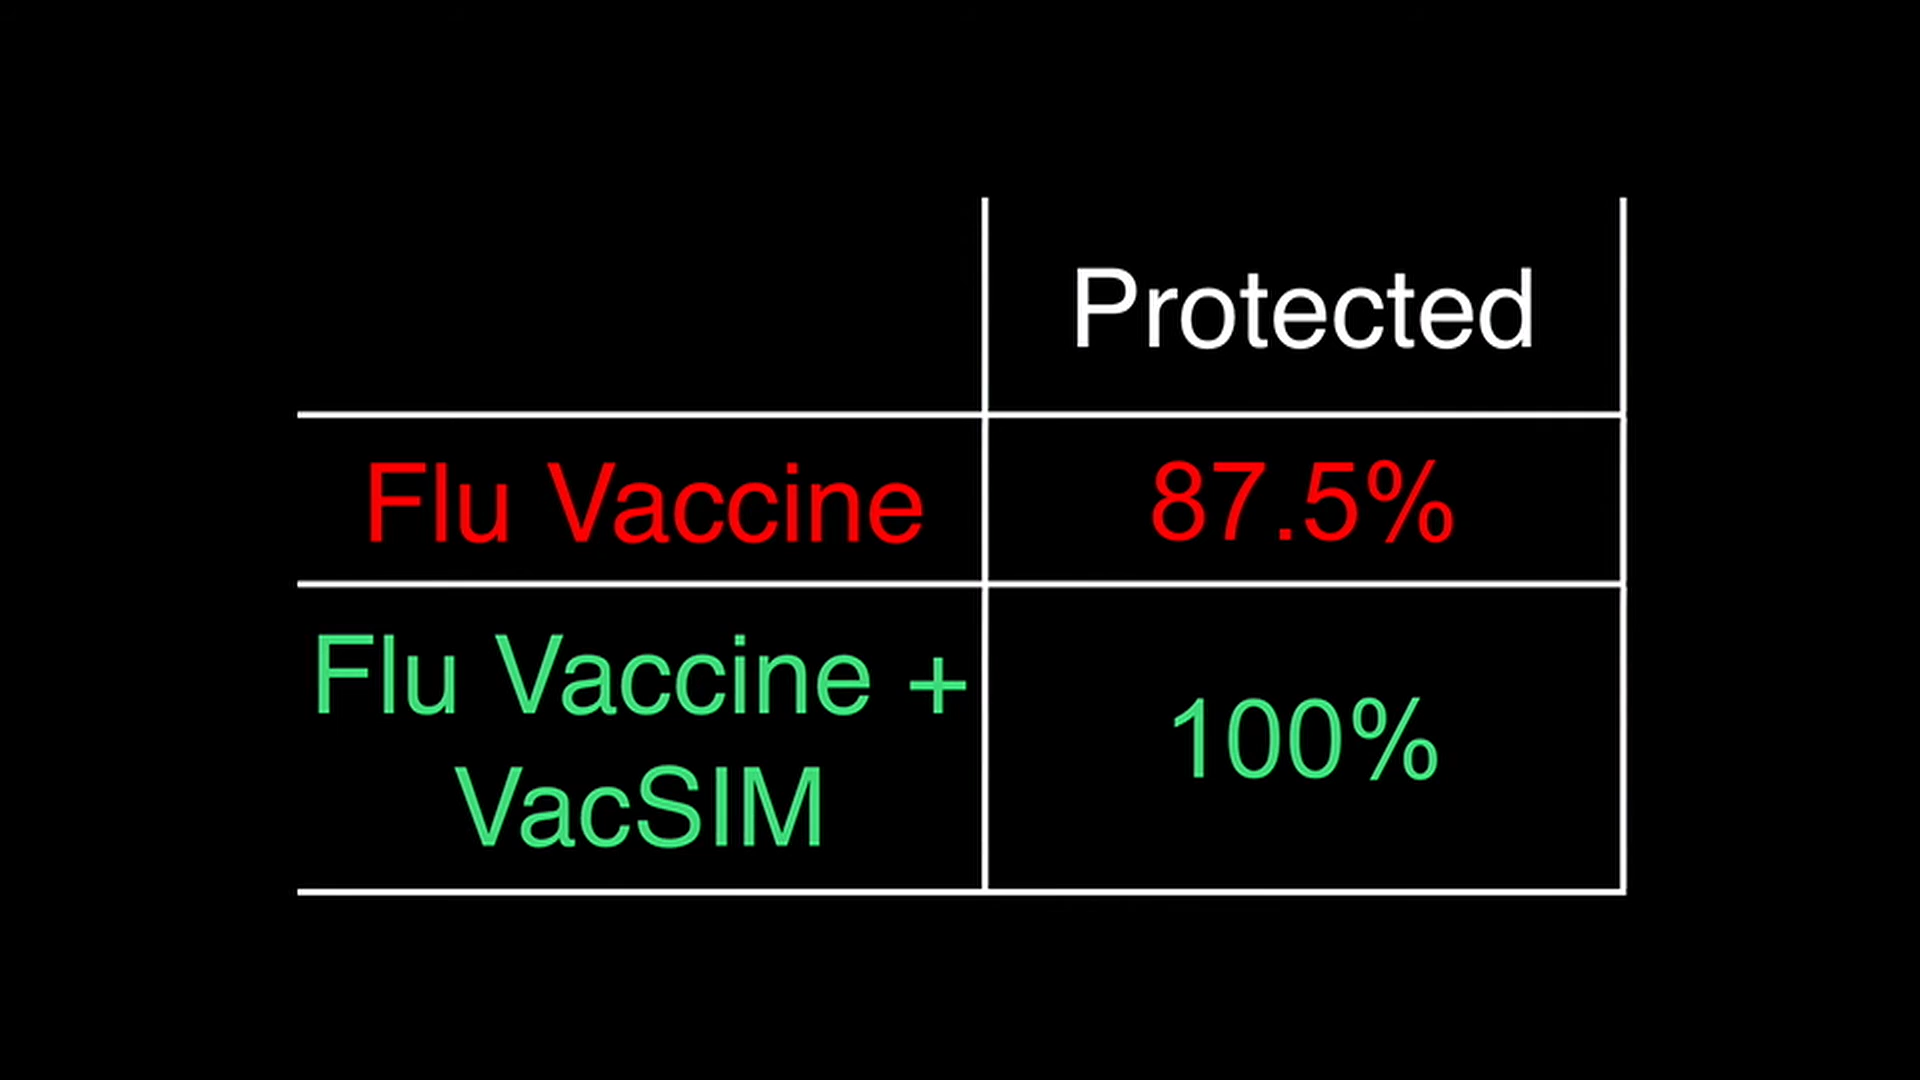 Protected
Flu Vaccine 87.5%
Flu Vaccine +
VacSIM
100%